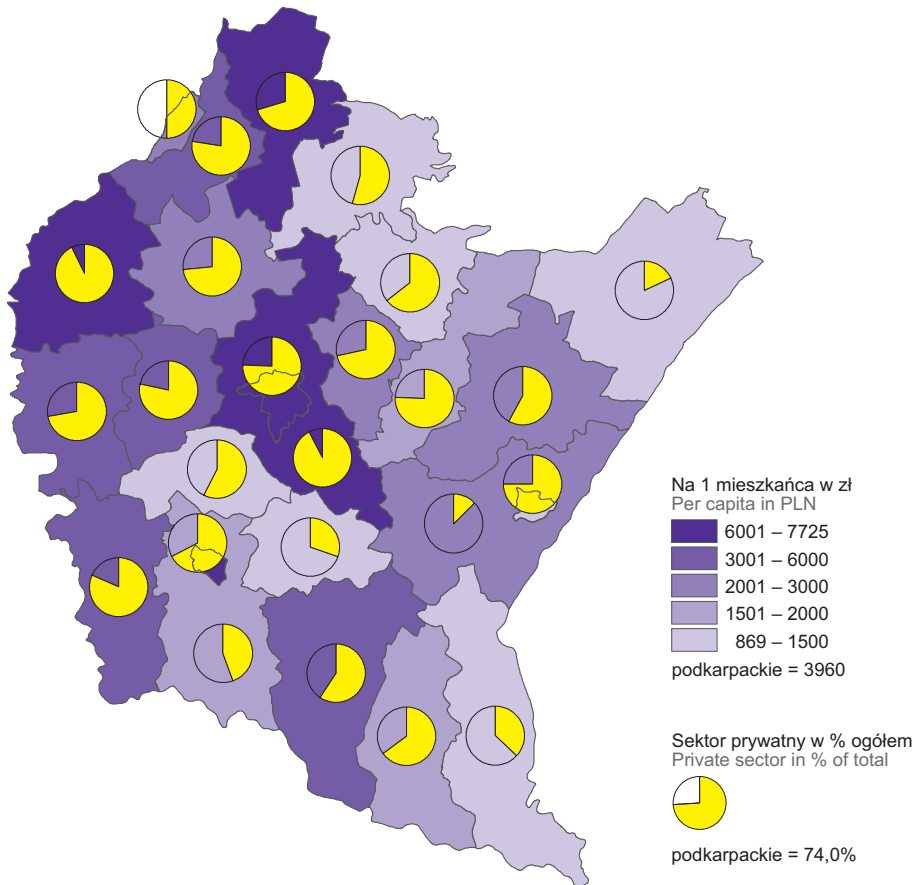 Na 1 mieszkańca w zł
Per capita in PLN
6001 – 7725
3001 – 6000
2001 – 3000
1501 – 2000
869 – 1500
podkarpackie = 3960
Sektor prywatny w % ogółem
Private sector in % of total
podkarpackie = 74,0%